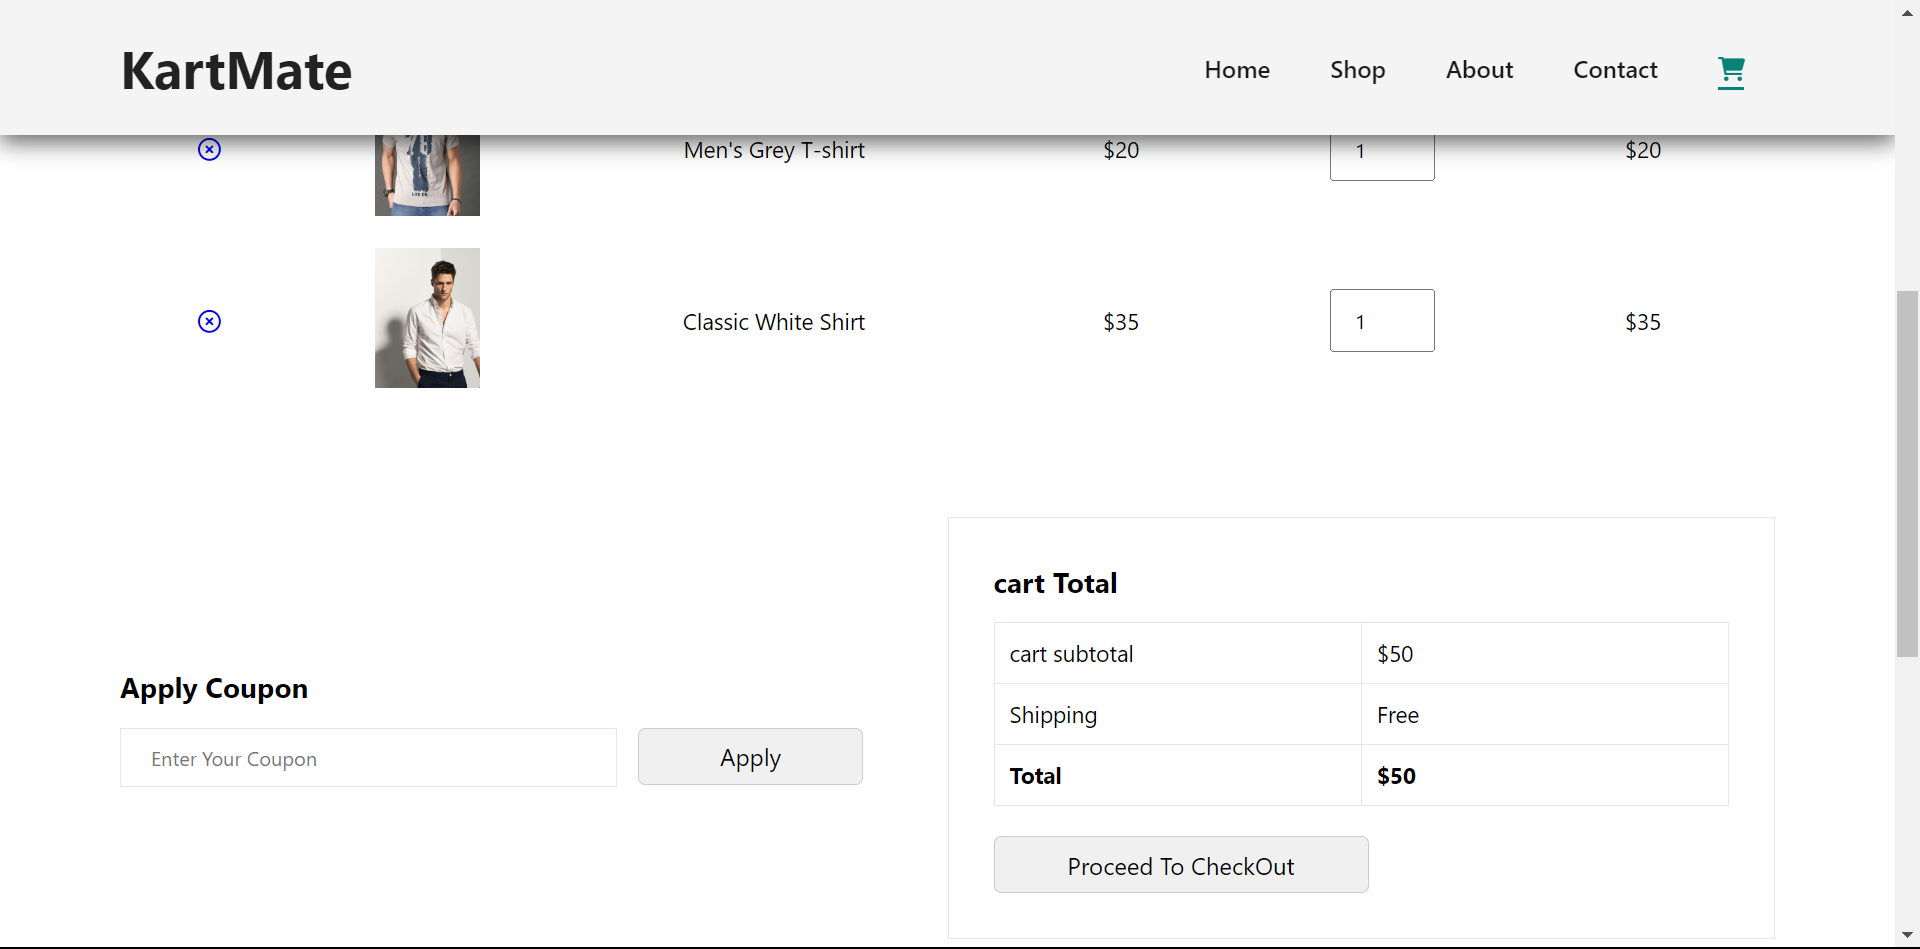 KartMate
Home Shop About Contact
Men's Grey T-shirt $20 1 $20
Classic White Shirt $35 1 $35
cart Total
cart subtotal $50
Shipping Free
Total $50
Proceed To CheckOut
Apply Coupon
Enter Your Coupon Apply